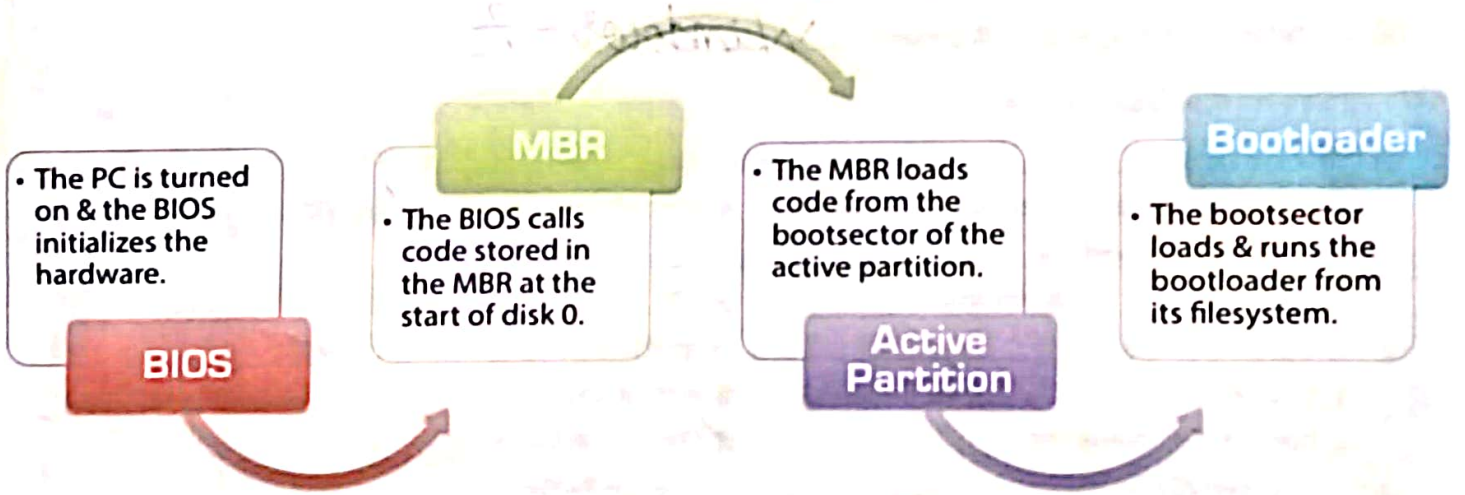 • The PC is turned
on & the BIOS
initializes the
hardware.
BIOS
MBR
• The BIOS calls
code stored in
the MBR at the
start of disk 0.
• The MBR loads
code from the
bootsector of the
active partition.
Active
Partition
Bootloader
• The bootsector
loads & runs the
bootloader from
its filesystem.